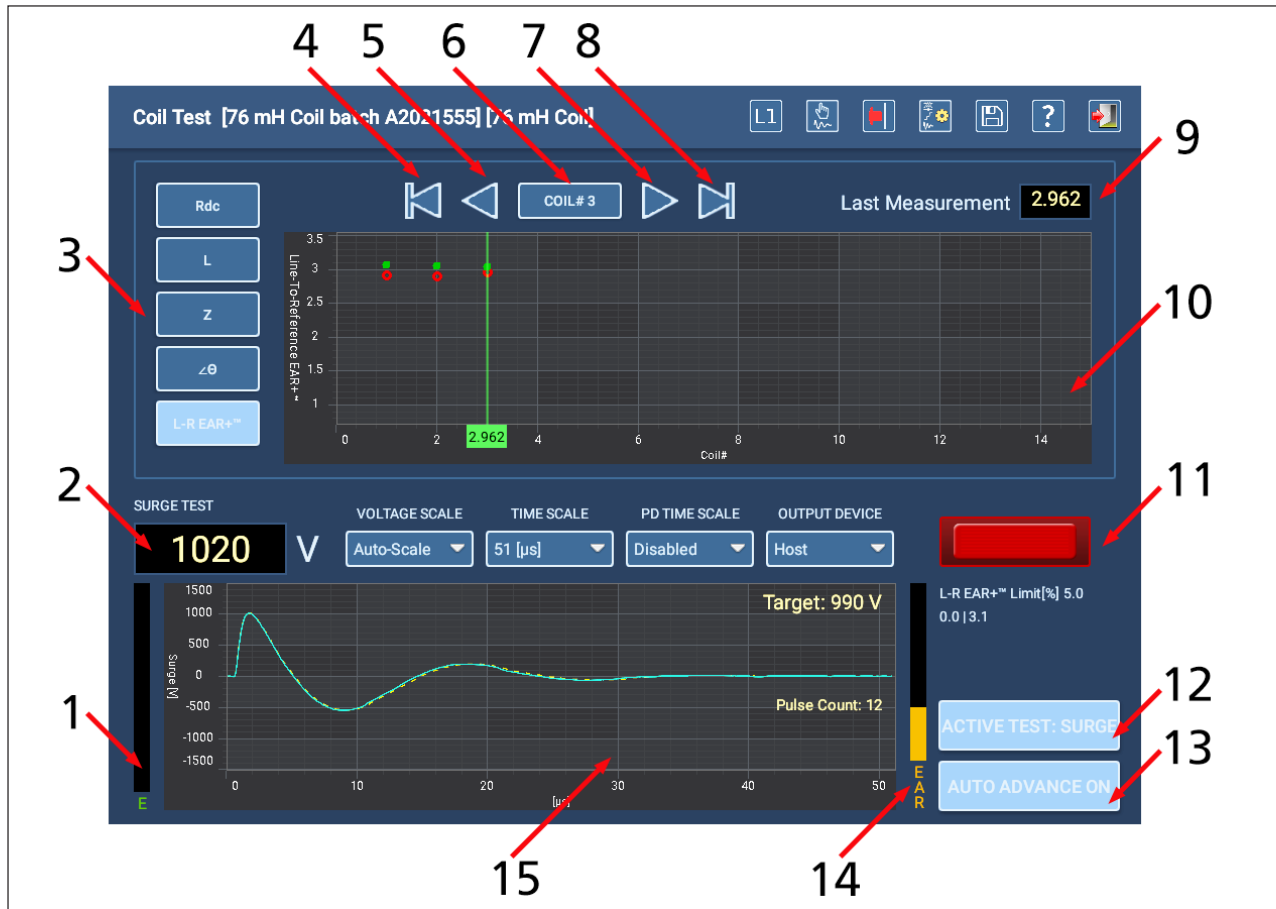 4 5 6 7 8
Coil Test [76 mH Coil batch A2021555] [76 mH Coil]
L1
?
9
COIL# 3
Last Measurement 2.962
3
Rdc
L
Z
∠θ
L-R EAR+™
Line-To-Reference EAR+™
3.5
3
2.5
2
1.5
1
0 2 2.962 4 6 8 10 12 14
Coil#
10
2
SURGE TEST
1020 V
VOLTAGE SCALE TIME SCALE PD TIME SCALE OUTPUT DEVICE
Auto-Scale 51 [µs] Disabled Host
11
L-R EAR+™ Limit[%] 5.0
0.0 | 3.1
1
E
Surge [V]
1500
1000
500
0
-500
-1000
-1500
Target: 990 V
Pulse Count: 12
0 10 20 30 40 50
[µs]
E
A
R
12
ACTIVE TEST: SURGE
13
AUTO ADVANCE ON
15
14